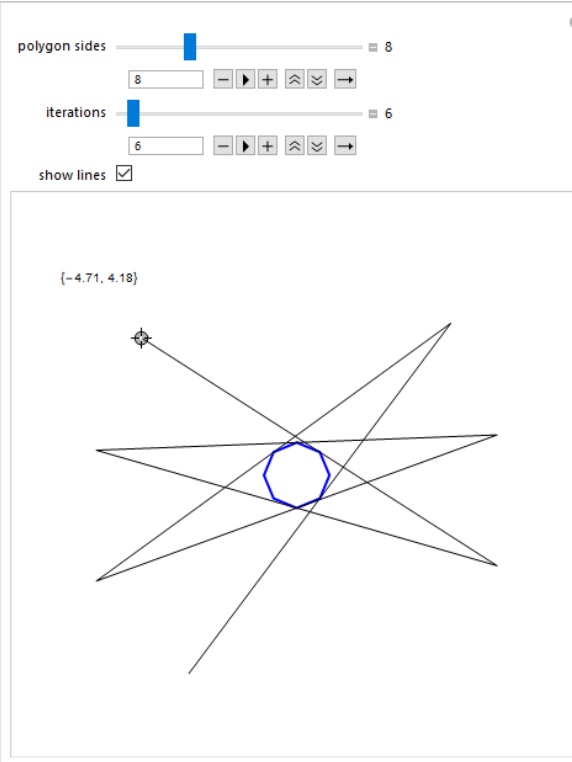 polygon sides 8
8
iterations 6
6
show lines
{-4.71, 4.18}